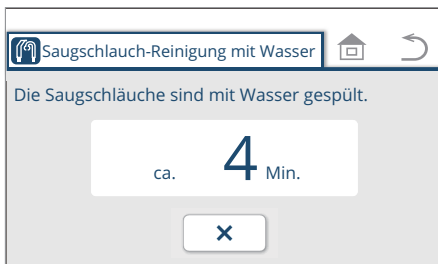 Saugschlauch-Reinigung mit Wasser
Die Saugschläuche sind mit Wasser gespült.
ca. 4 Min.